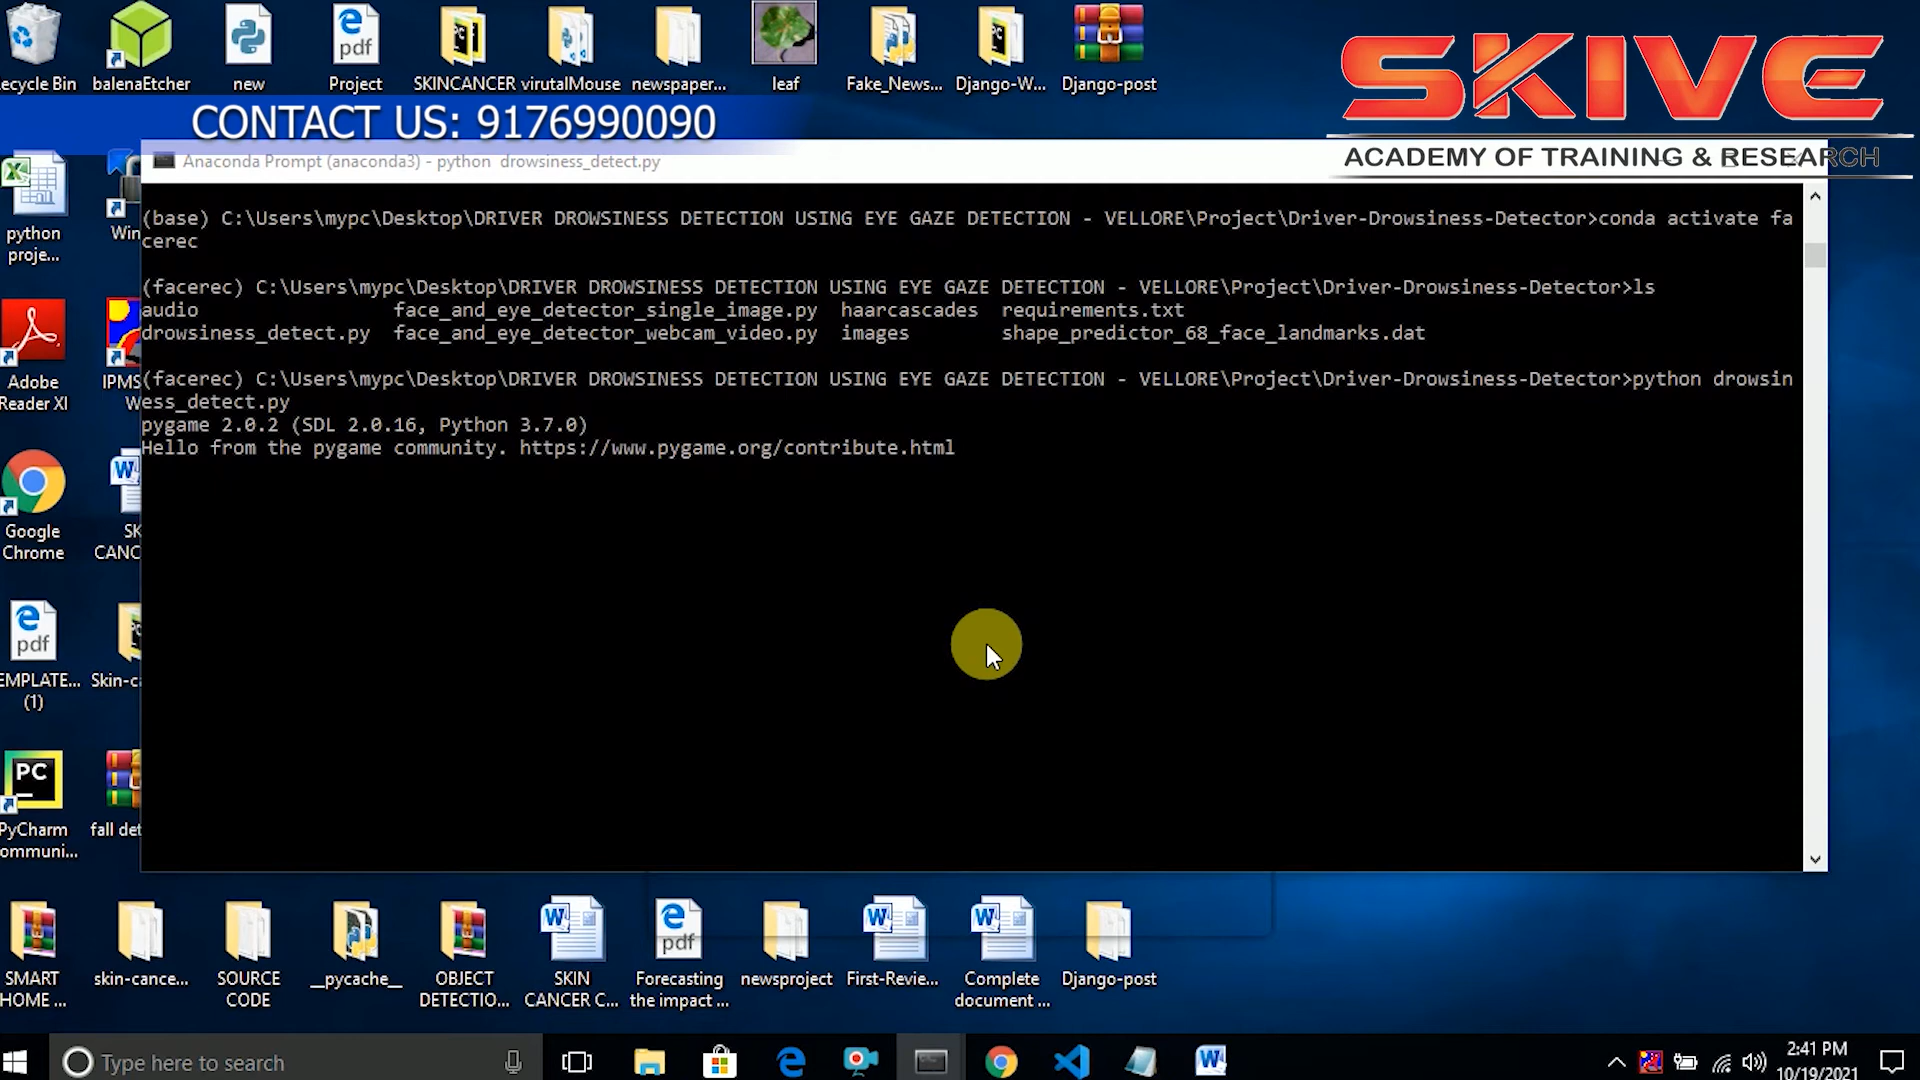 ecycle Bin
balenaEtcher
new
Project
SKINCANCER
virutalMouse
newspaper...
leaf
Fake_News...
Django-W...
Django-post
SKIVE
ACADEMY OF TRAINING & RESEARCH
CONTACT US: 9176990090
Anaconda Prompt (anaconda3) - python drowsiness_detect.py
(base) C:\Users\mypc\Desktop\DRIVER DROWSINESS DETECTION USING EYE GAZE DETECTION - VELLORE\Project\Driver-Drowsiness-Detector>conda activate fa
cerec
(facerec) C:\Users\mypc\Desktop\DRIVER DROWSINESS DETECTION USING EYE GAZE DETECTION - VELLORE\Project\Driver-Drowsiness-Detector>ls
audio face_and_eye_detector_single_image.py haarcascades requirements.txt
drowsiness_detect.py face_and_eye_detector_webcam_video.py images shape_predictor_68_face_landmarks.dat
(facerec) C:\Users\mypc\Desktop\DRIVER DROWSINESS DETECTION USING EYE GAZE DETECTION - VELLORE\Project\Driver-Drowsiness-Detector>python drowsin
ess_detect.py
pygame 2.0.2 (SDL 2.0.16, Python 3.7.0)
Hello from the pygame community. https://www.pygame.org/contribute.html
python
proje...
Win
Adobe
Reader XI
IPMS
W
Google
Chrome
SK
CANC
pdf
EMPLATE...
(1)
Skin-c
PC
PyCharm
ommuni...
fall det
SMART
HOME ...
skin-cance...
SOURCE
CODE
__pycache__
OBJECT
DETECTIO...
SKIN
CANCER C...
pdf
Forecasting
the impact ...
newsproject
First-Revie...
Complete
document ...
Django-post
Type here to search
2:41 PM
10/19/2021